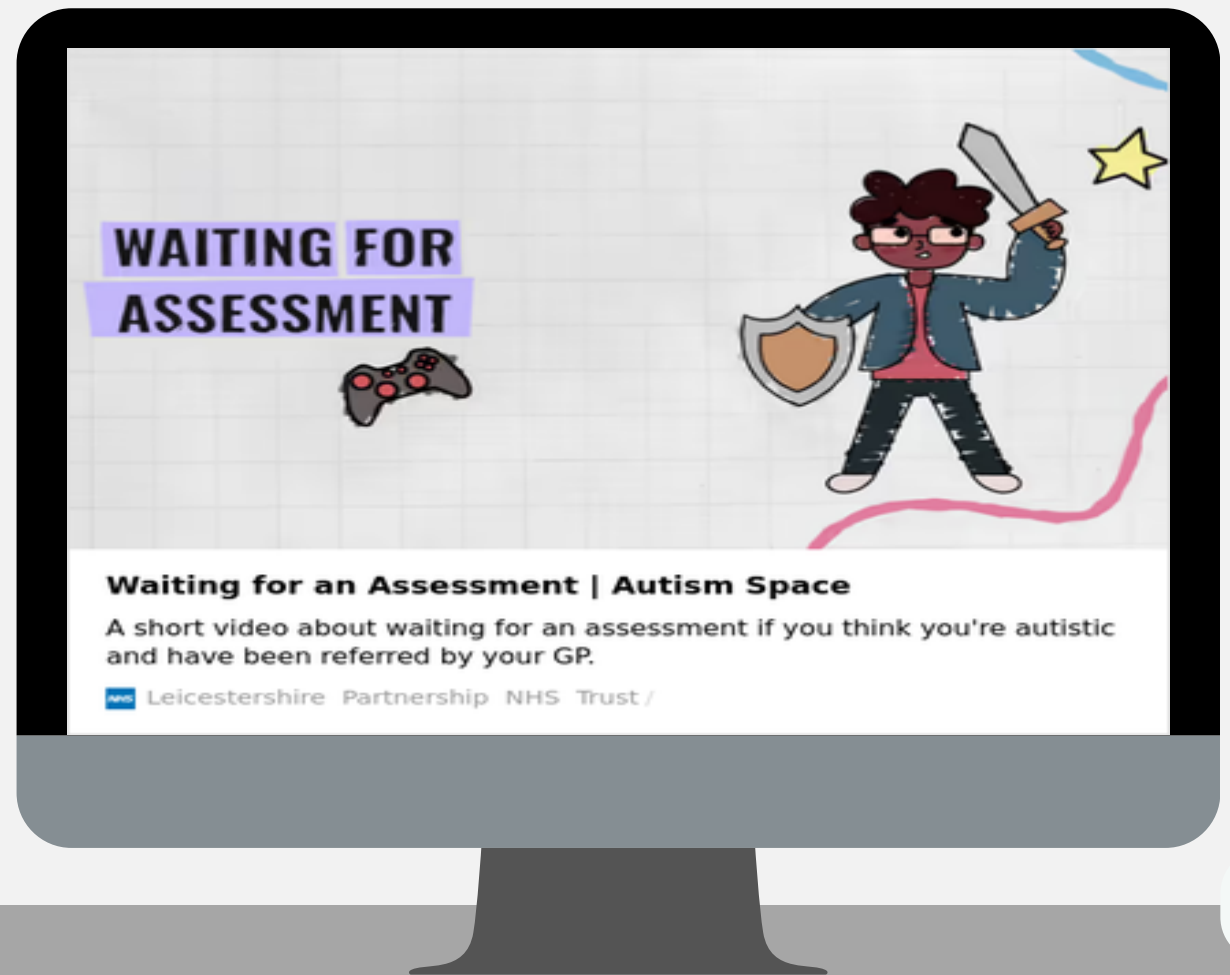 WAITING FOR
ASSESSMENT
Waiting for an Assessment | Autism Space
A short video about waiting for an assessment if you think you're autistic
and have been referred by your GP.
NHS Leicestershire Partnership NHS Trust /